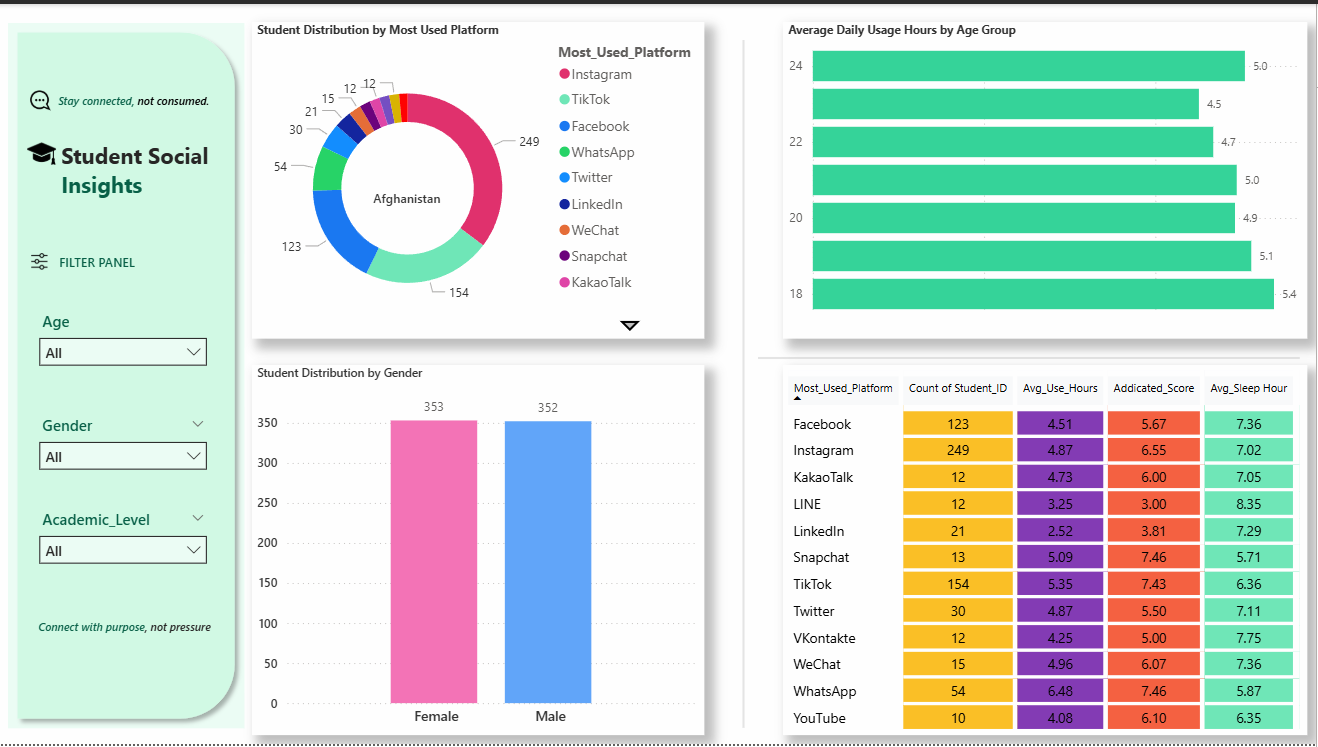 Stay connected, not consumed.
Student Social
Insights
FILTER PANEL
Age
All
Gender
All
Academic_Level
All
Connect with purpose, not pressure
Student Distribution by Most Used Platform
12
12
15
21
30
54
123
154
249
Afghanistan
Most_Used_Platform
Instagram
TikTok
Facebook
WhatsApp
Twitter
LinkedIn
WeChat
Snapchat
KakaoTalk
Average Daily Usage Hours by Age Group
24
5.0
4.5
22
4.7
5.0
20
4.9
5.1
18
5.4
Student Distribution by Gender
353
352
350
300
250
200
150
100
50
0
Female
Male
Most_Used_Platform Count of Student_ID Avg_Use_Hours Addicated_Score Avg_Sleep Hour
Facebook 123 4.51 5.67 7.36
Instagram 249 4.87 6.55 7.02
KakaoTalk 12 4.73 6.00 7.05
LINE 12 3.25 3.00 8.35
LinkedIn 21 2.52 3.81 7.29
Snapchat 13 5.09 7.46 5.71
TikTok 154 5.35 7.43 6.36
Twitter 30 4.87 5.50 7.11
VKontakte 12 4.25 5.00 7.75
WeChat 15 4.96 6.07 7.36
WhatsApp 54 6.48 7.46 5.87
YouTube 10 4.08 6.10 6.35